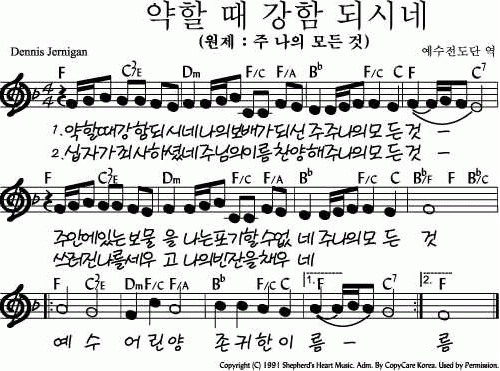 약할 때 강함 되시네
(원제 : 주 나의 모든 것)
Dennis Jernigan
예수전도단 역
F C2/E Dm F/C F/A Bb F/C C F C7
1. 약할때강함되시네나의보배가되신주주나의모 든것 –
2. 십자가죄사하셨네주님의이름찬양해주나의모 든것 –
F C2/E Dm F/C F/A Bb F/C C Bb/F F C7
주안에있는보물 을 나는포기할수없 네 주나의모 든 것
쓰러진나를세우 고 나의빈잔을채우 네
F C2/E Dm F/C F/A Bb F/C C 1. F C7 2. F
예 수 어린양 존귀한이 름– 름
Copyright (C) 1991 Shepherd's Heart Music. Adm. By CopyCare Korea. Used by Permission.